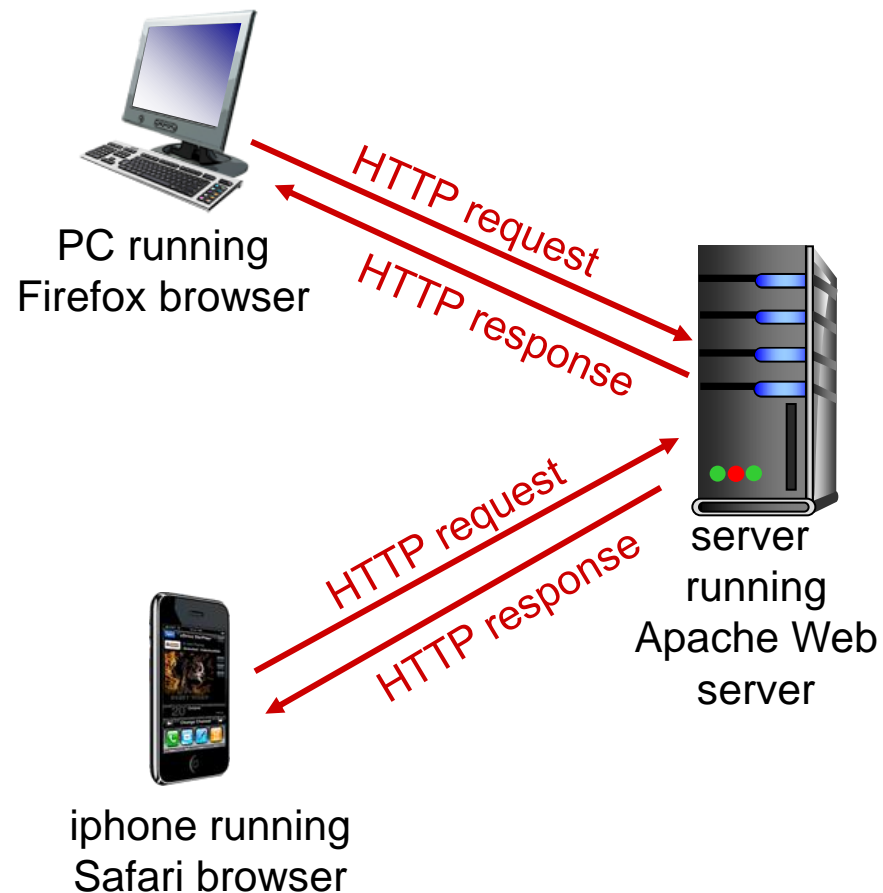 HTTP request
HTTP response
PC running
Firefox browser
HTTP request
HTTP response
server
running
Apache Web
server
iphone running
Safari browser